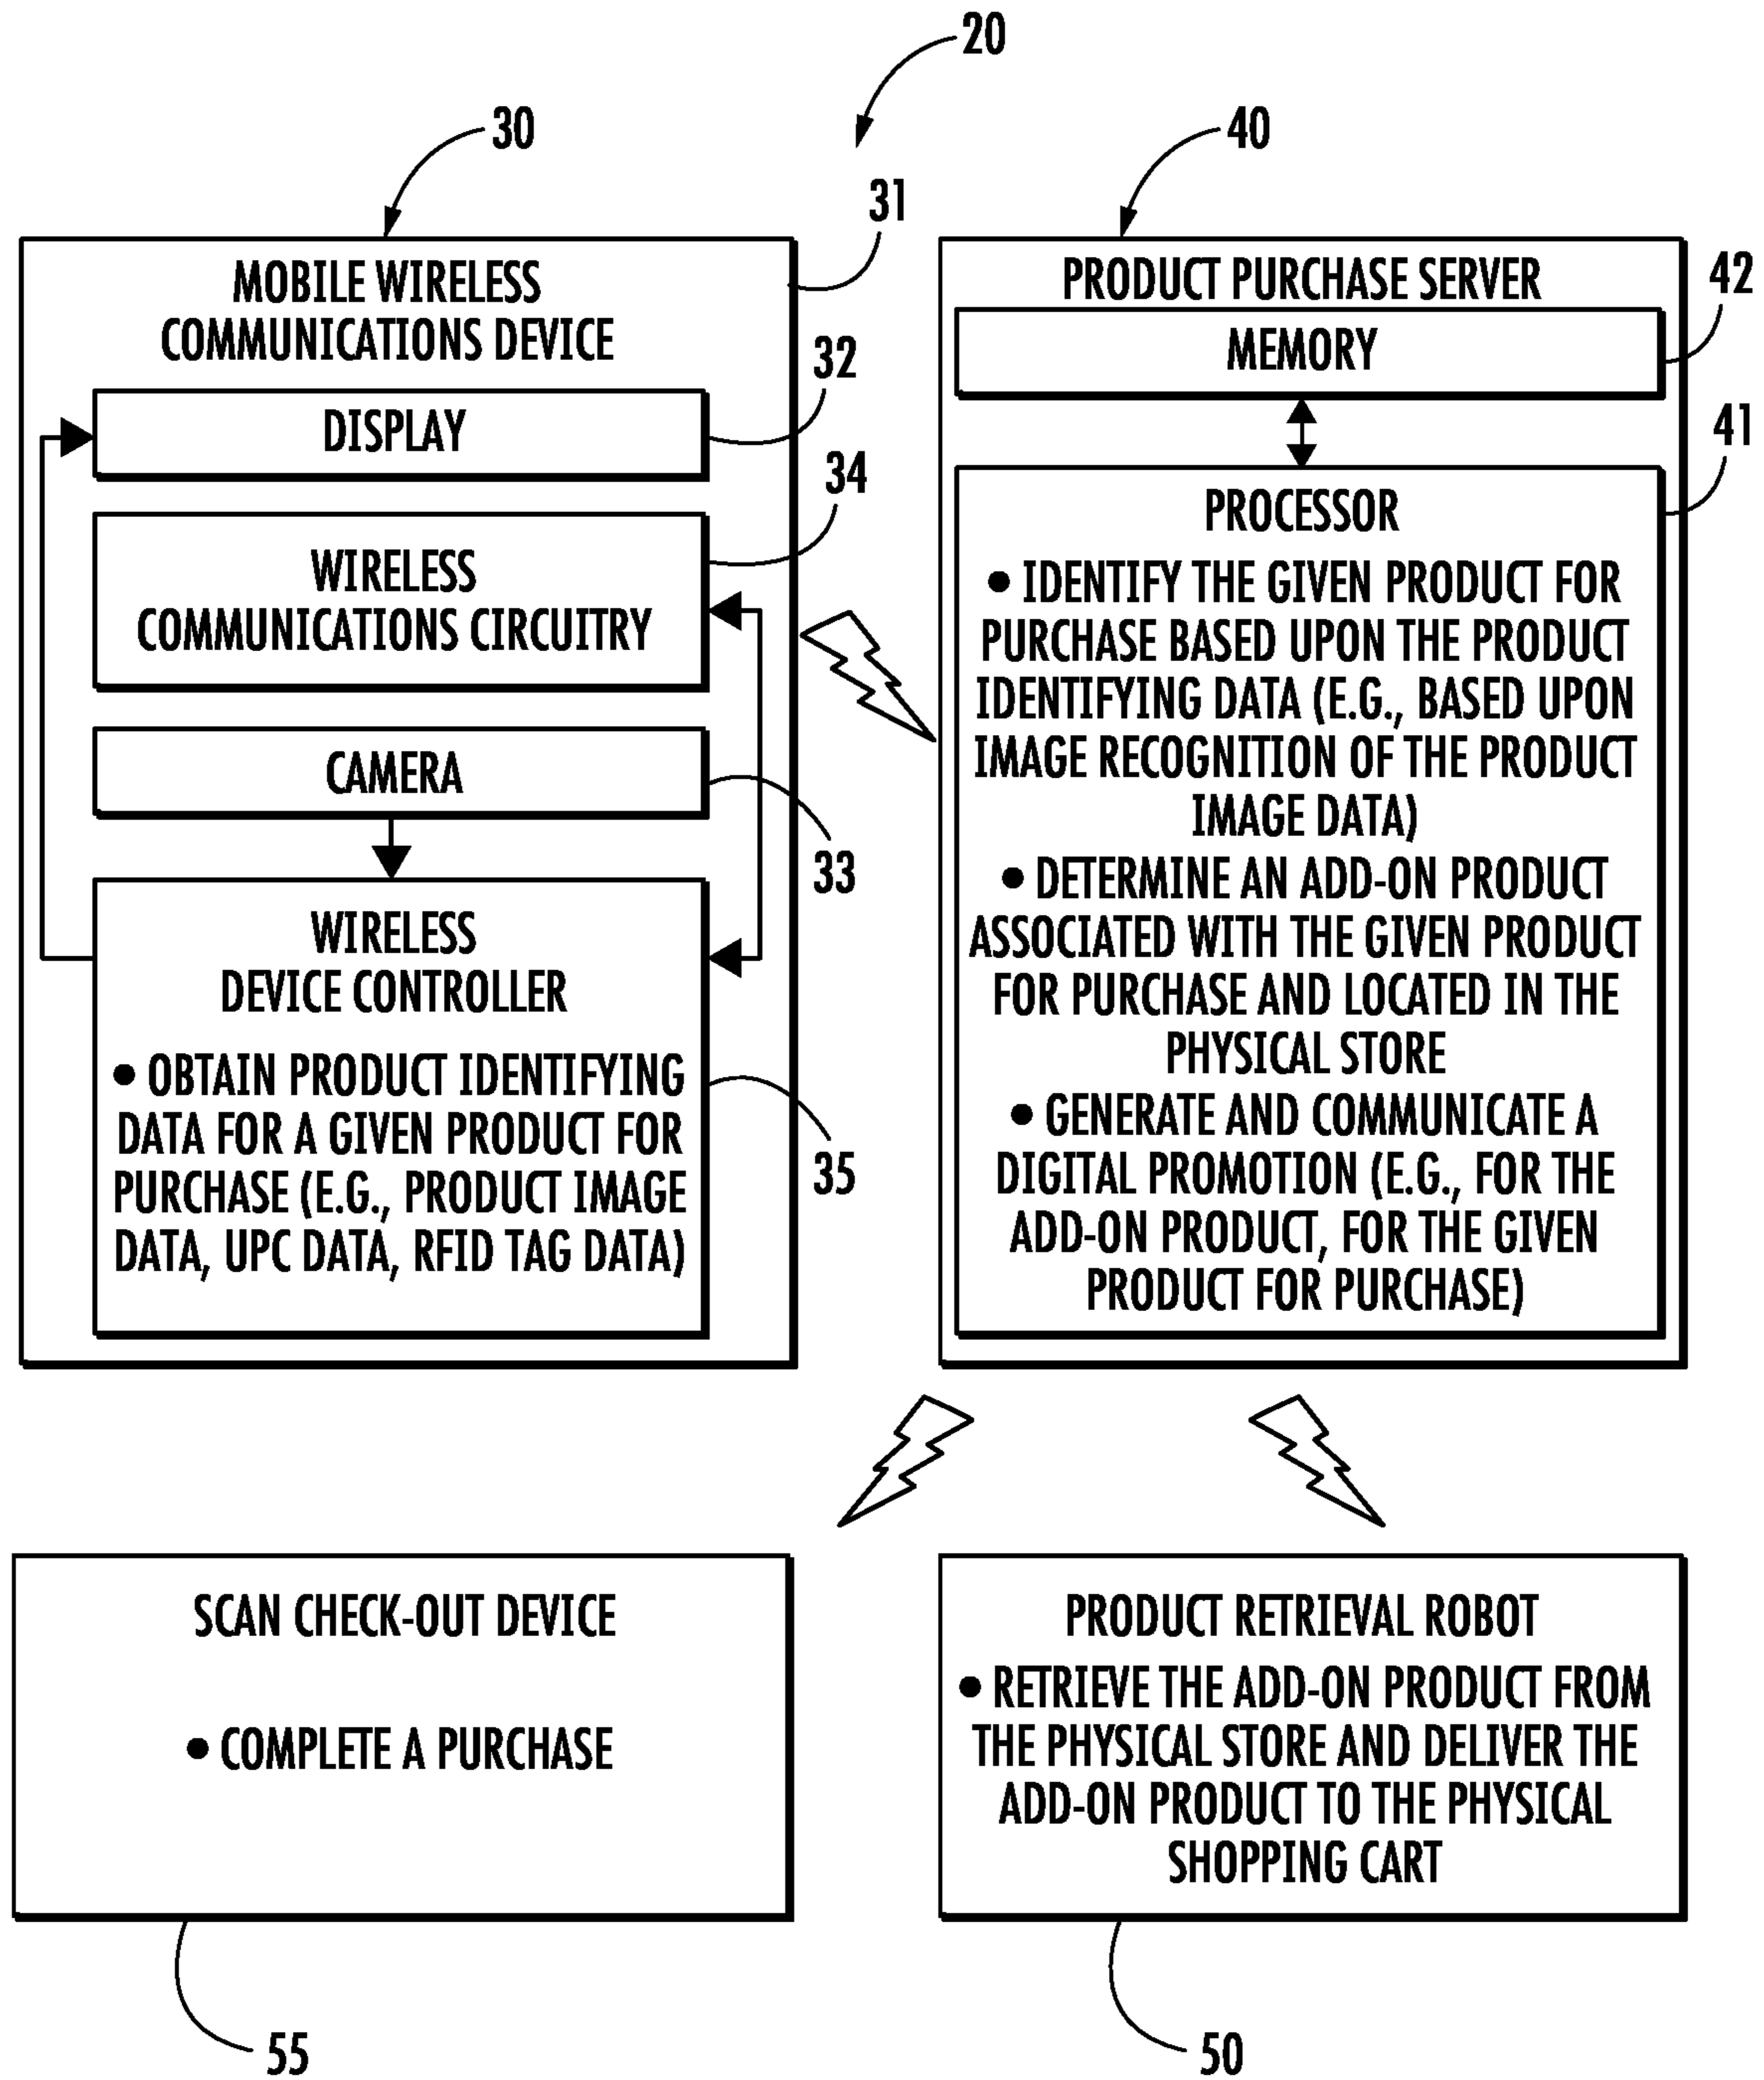 20
30
40
31
MOBILE WIRELESS
COMMUNICATIONS DEVICE
DISPLAY
32
34
WIRELESS
COMMUNICATIONS CIRCUITRY
CAMERA
33
WIRELESS
DEVICE CONTROLLER
• OBTAIN PRODUCT IDENTIFYING
DATA FOR A GIVEN PRODUCT FOR
PURCHASE (E.G., PRODUCT IMAGE
DATA, UPC DATA, RFID TAG DATA)
35
PRODUCT PURCHASE SERVER
42
MEMORY
41
PROCESSOR
• IDENTIFY THE GIVEN PRODUCT FOR
PURCHASE BASED UPON THE PRODUCT
IDENTIFYING DATA (E.G., BASED UPON
IMAGE RECOGNITION OF THE PRODUCT
IMAGE DATA)
• DETERMINE AN ADD-ON PRODUCT
ASSOCIATED WITH THE GIVEN PRODUCT
FOR PURCHASE AND LOCATED IN THE
PHYSICAL STORE
• GENERATE AND COMMUNICATE A
DIGITAL PROMOTION (E.G., FOR THE
ADD-ON PRODUCT, FOR THE GIVEN
PRODUCT FOR PURCHASE)
SCAN CHECK-OUT DEVICE
• COMPLETE A PURCHASE
55
PRODUCT RETRIEVAL ROBOT
• RETRIEVE THE ADD-ON PRODUCT FROM
THE PHYSICAL STORE AND DELIVER THE
ADD-ON PRODUCT TO THE PHYSICAL
SHOPPING CART
50